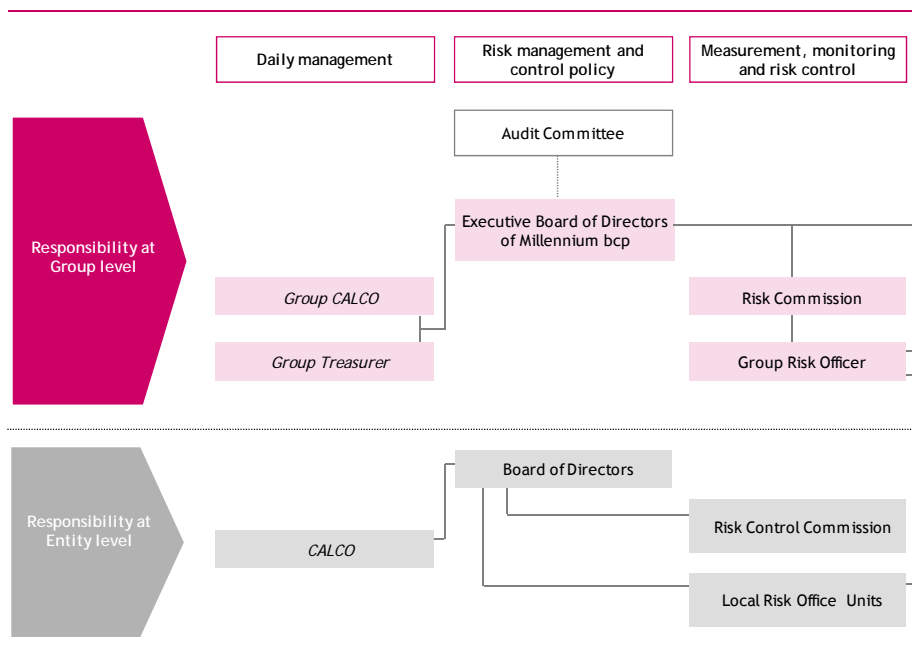 Daily management
Risk management and
control policy
Measurement, monitoring
and risk control
Audit Committee
Responsibility at
Group level
Executive Board of Directors
of Millennium bcp
Group CALCO
Risk Commission
Group Treasurer
Group Risk Officer
Responsibility at
Entity level
Board of Directors
CALCO
Risk Control Commission
Local Risk Office Units